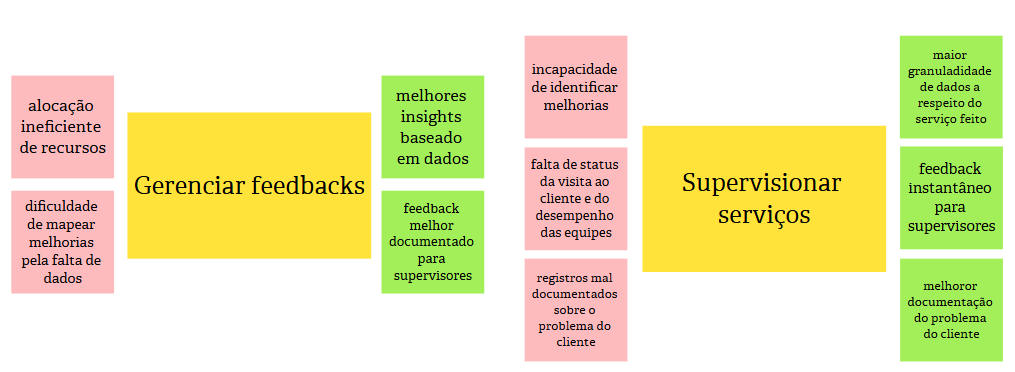 alocação
ineficiente
de recursos
dificuldade
de mapear
melhorias
pela falta de
dados
Gerenciar feedbacks
melhores
insights
baseado
em dados
feedback
melhor
documentado
para
supervisores
incapacidade
de identificar
melhorias
falta de status
da visita ao
cliente e do
desempenho
das equipes
registros mal
documentados
sobre o
problema do
cliente
Supervisionar
serviços
maior
granuladidade
de dados a
respeito do
serviço feito
feedback
instantâneo
para
supervisores
melhoror
documentação
do problema
do cliente